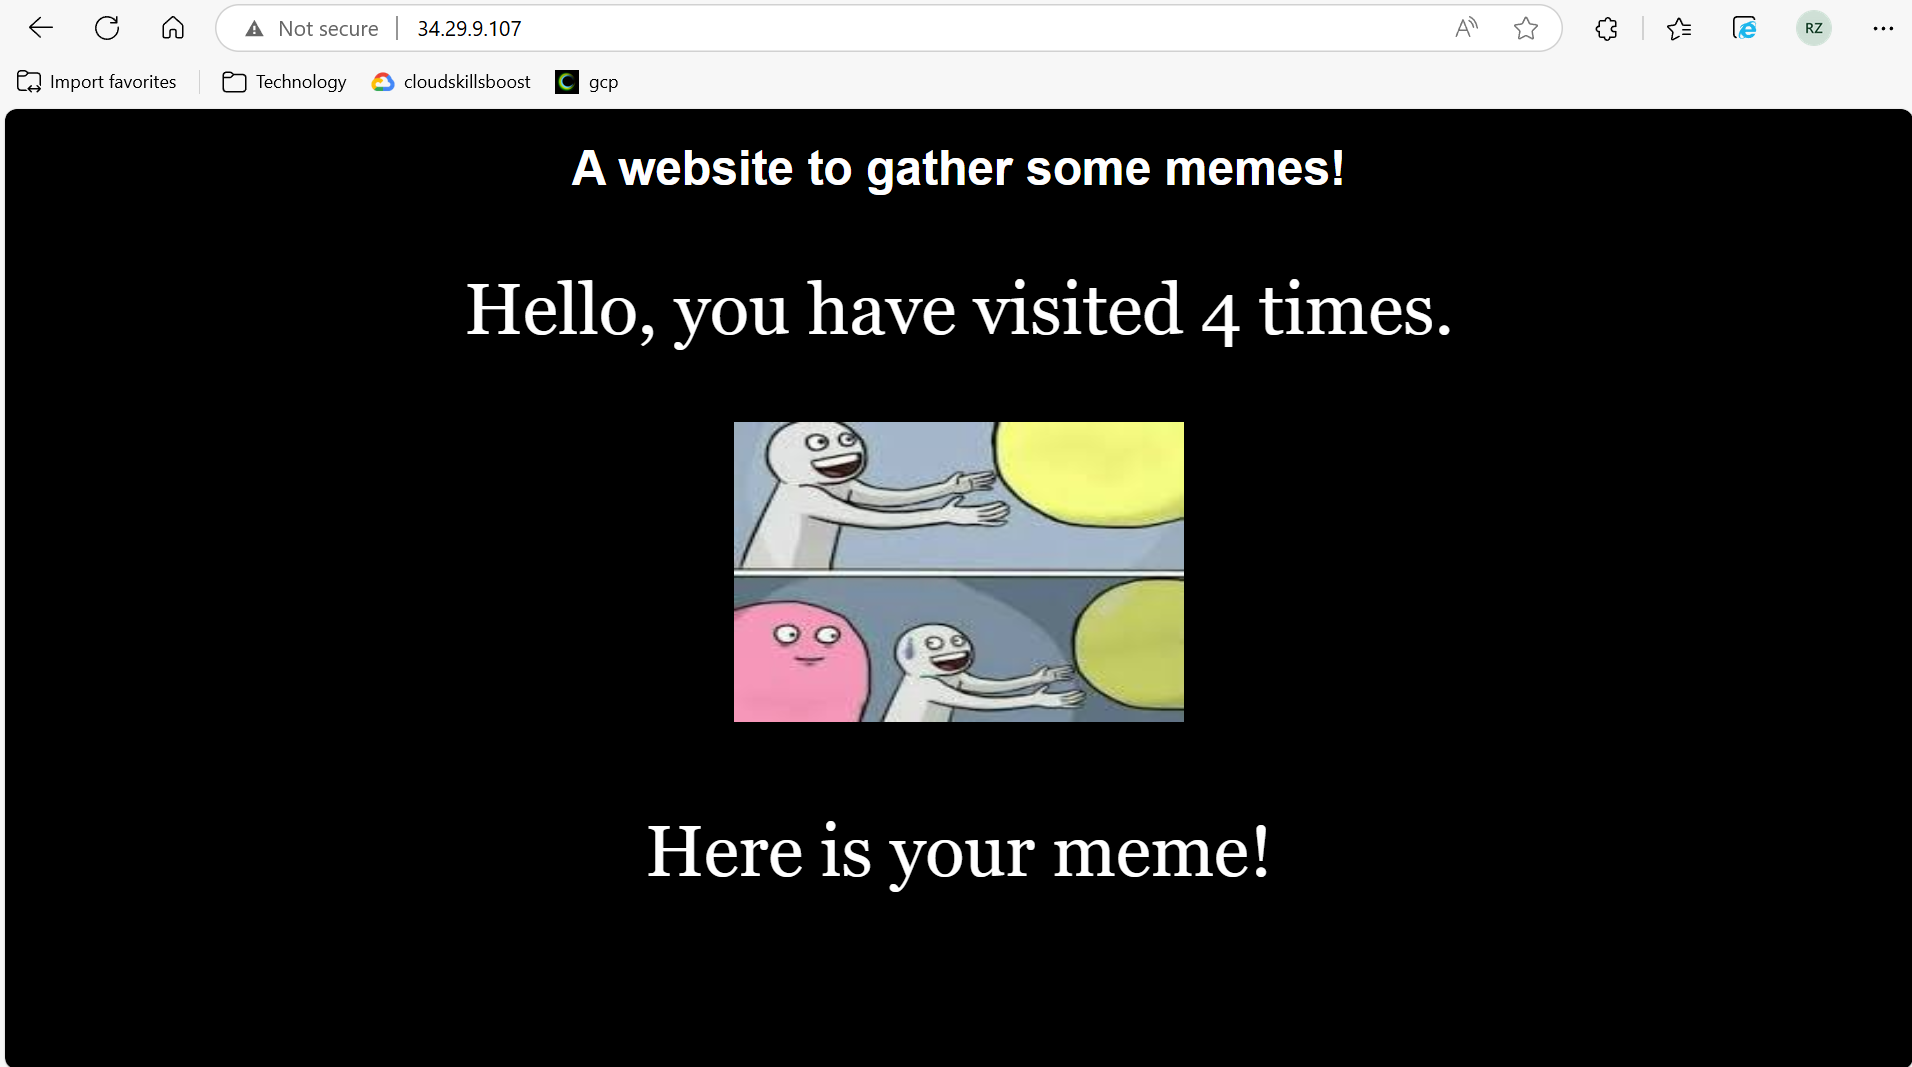 Not secure 34.29.9.107 A RZ
Import favorites Technology cloudskillsboost gcp
A website to gather some memes!
Hello, you have visited 4 times.
Here is your meme!